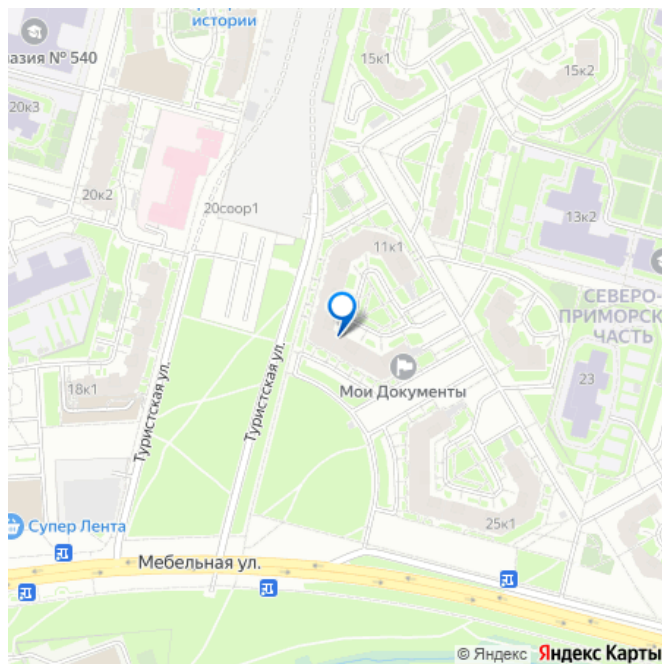 истории
азия № 540
15к1
15к2
20к3
20к2
20соор1
13к2
11к1
СЕВЕРО-
ПРИМОРСК
ЧАСТЬ
Мои Документы
23
18к1
Туристская ул.
Туристская ул.
25к1
Супер Лента
Мебельная ул.
© Яндекс Яндекс Карты